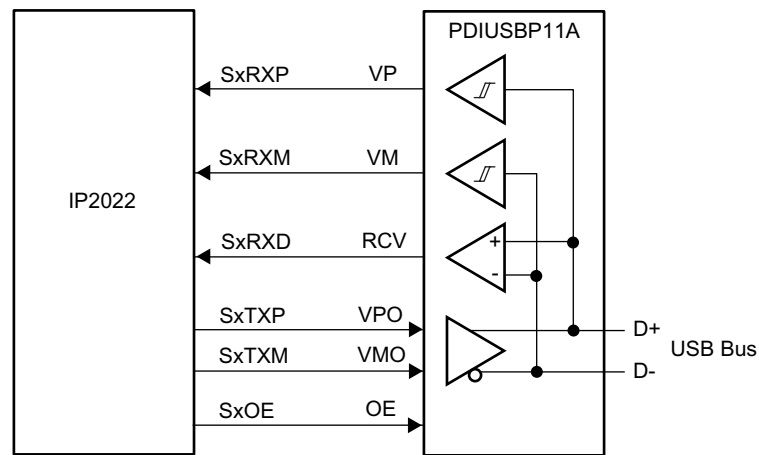 PDIUSBP11A
SxRXP VP
SxRXM VM
IP2022
SxRXD RCV
+
-
SxTXP VPO
D+
USB Bus
SxTXM VMO
D-
SxOE OE